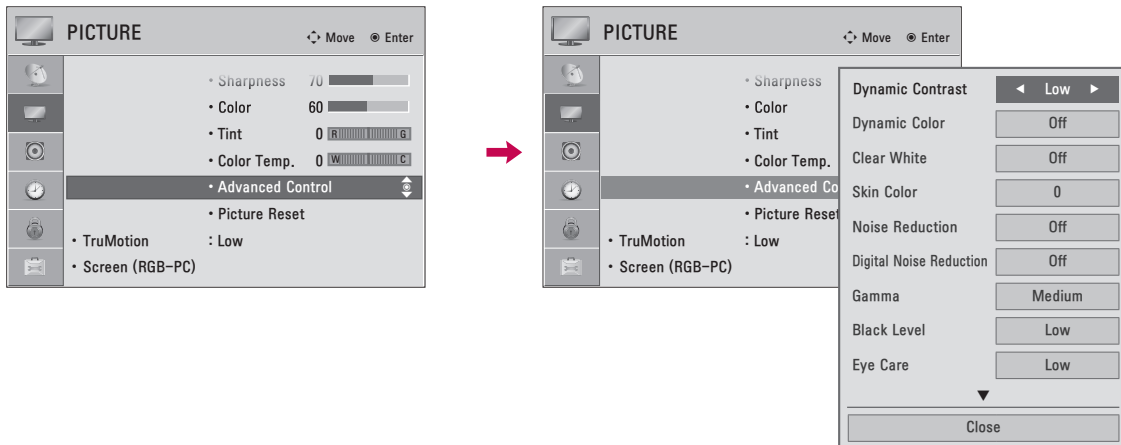 PICTURE
Move Enter
• Sharpness 70
• Color 60
• Tint 0 R G
• Color Temp. 0 W C
• Advanced Control
• Picture Reset
• TruMotion : Low
• Screen (RGB-PC)
PICTURE
Move Enter
• Sharpness
• Color
• Tint
• Color Temp.
• Advanced Co
• Picture Reset
• TruMotion : Low
• Screen (RGB-PC)
Dynamic Contrast ◄ Low ►
Dynamic Color Off
Clear White Off
Skin Color 0
Noise Reduction Off
Digital Noise Reduction Off
Gamma Medium
Black Level Low
Eye Care Low
▼
Close